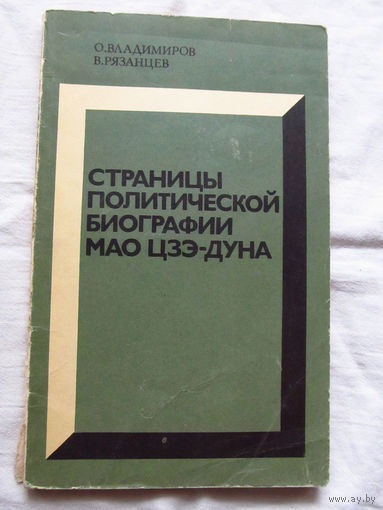 О.ВЛАДИМИРОВ
В.РЯЗАНЦЕВ
СТРАНИЦЫ
ПОЛИТИЧЕСКОЙ
БИОГРАФИИ
МАО ЦЗЭ-ДУНА
www.ay.by